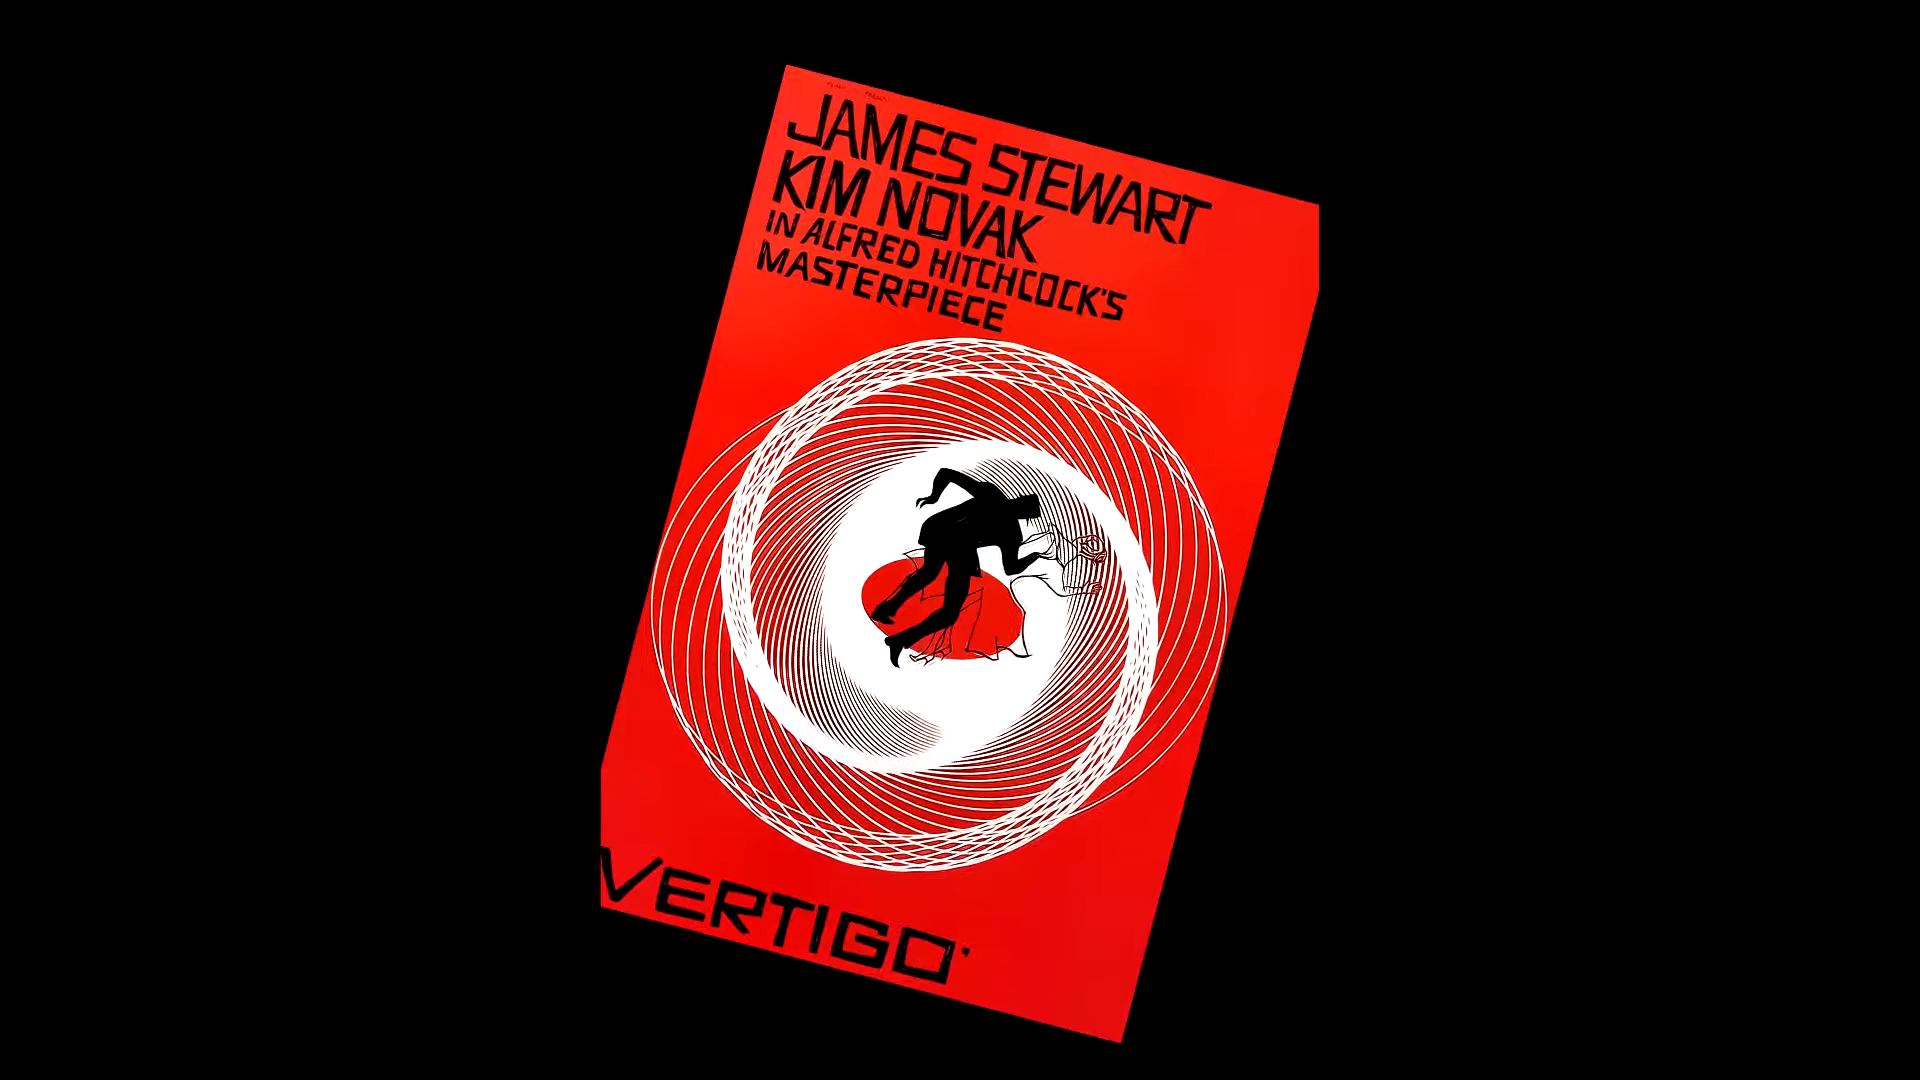 JAMES STEWART
KIM NOVAK
IN ALFRED HITCHCOCK'S
MASTERPIECE
VERTIGO'